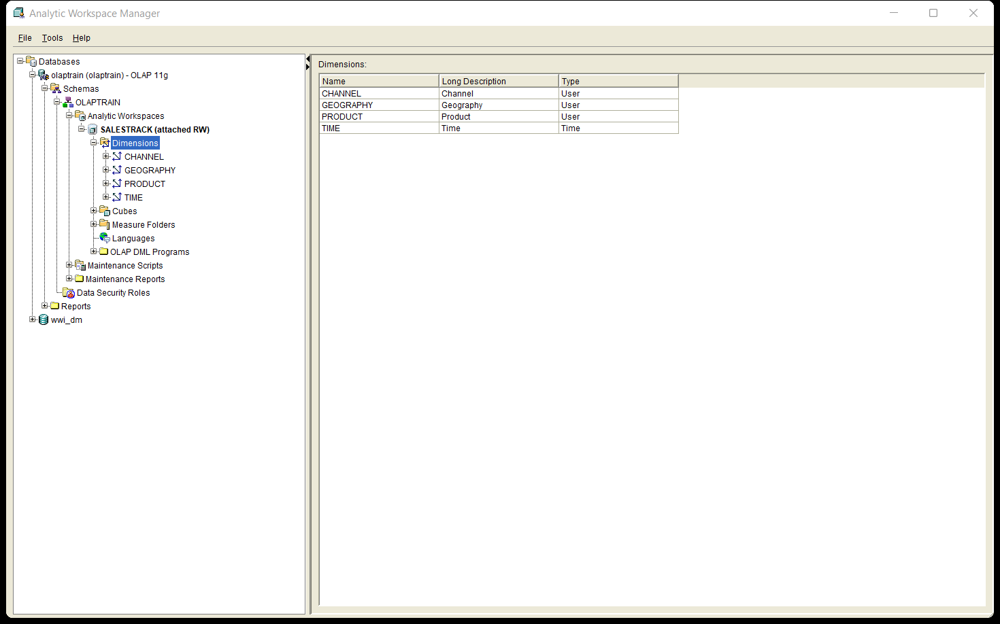 Analytic Workspace Manager
File Tools Help
Databases
olaptrain (olaptrain) - OLAP 11g
Schemas
OLAPTRAIN
Analytic Workspaces
SALESTRACK (attached RW)
Dimensions
CHANNEL
GEOGRAPHY
PRODUCT
TIME
Cubes
Measure Folders
Languages
OLAP DML Programs
Maintenance Scripts
Maintenance Reports
Data Security Roles
Reports
wwi_dm
Dimensions:
Name Long Description Type
CHANNEL Channel User
GEOGRAPHY Geography User
PRODUCT Product User
TIME Time Time